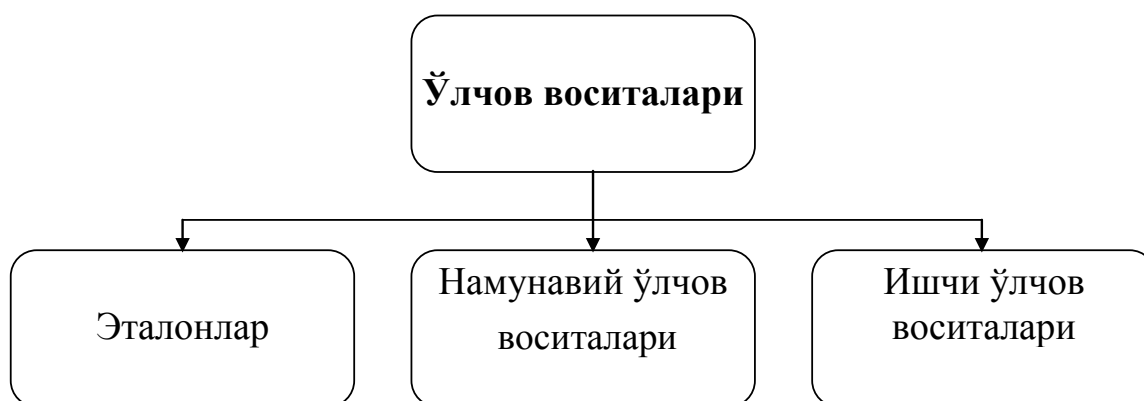 Ўлчов воситалари
Эталонлар
Намунавий ўлчов
воситалари
Ишчи ўлчов
воситалари